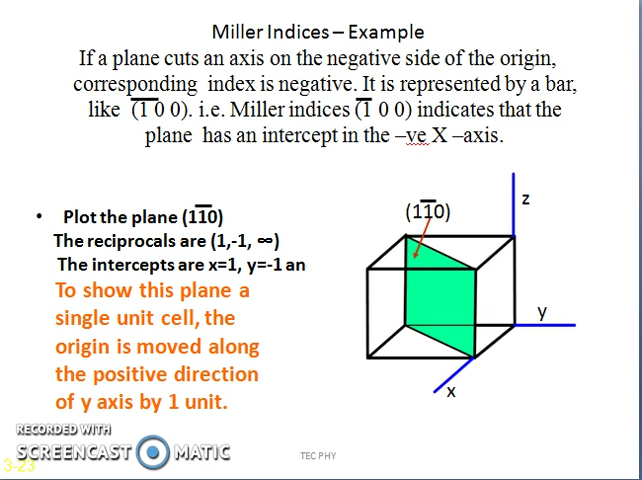 Miller Indices – Example
If a plane cuts an axis on the negative side of the origin,
corresponding index is negative. It is represented by a bar,
like (1̅ 0 0). i.e. Miller indices (1̅ 0 0) indicates that the
plane has an intercept in the –ve X –axis.
• Plot the plane (11̅0)
The reciprocals are (1,-1, ∞)
The intercepts are x=1, y=-1 an
To show this plane a
single unit cell, the
origin is moved along
the positive direction
of y axis by 1 unit.
(11̅0)
z
y
x
RECORDED WITH
SCREENCAST MATIC
3-23
TEC PHY